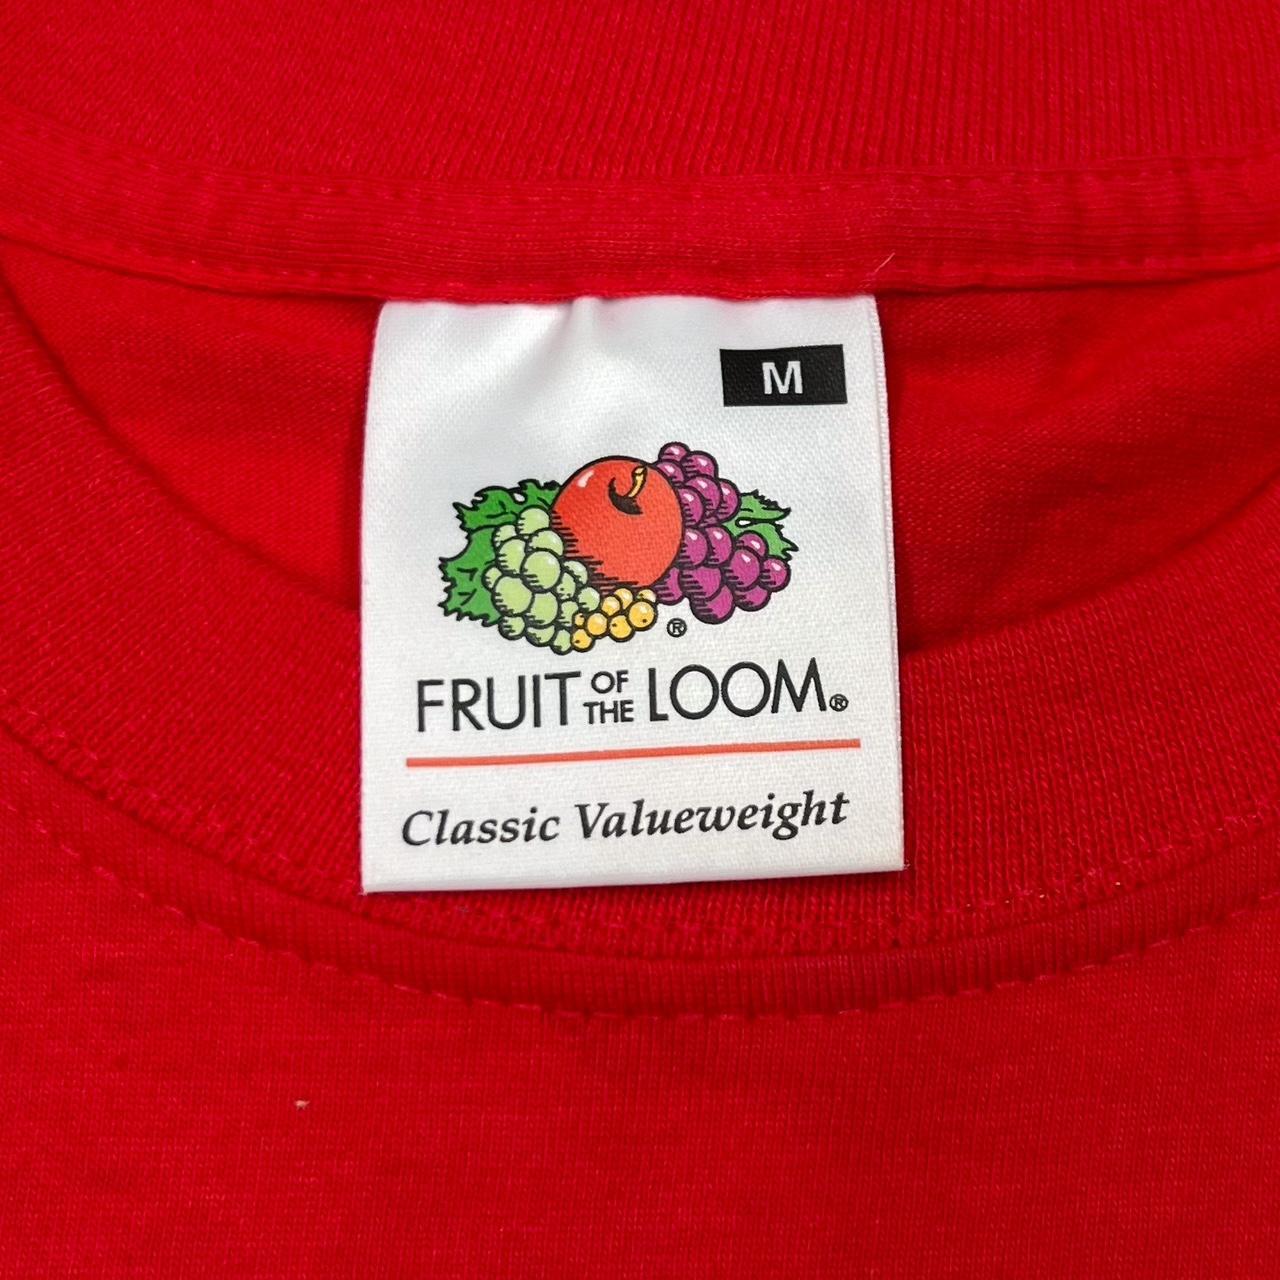 M
®
FRUIT OF THE LOOM®
Classic Valueweight